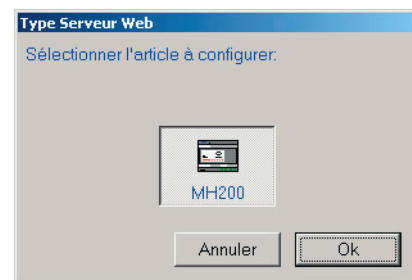 Type Serveur Web
Sélectionner l'article à configurer:
MH200
Annuler
Ok